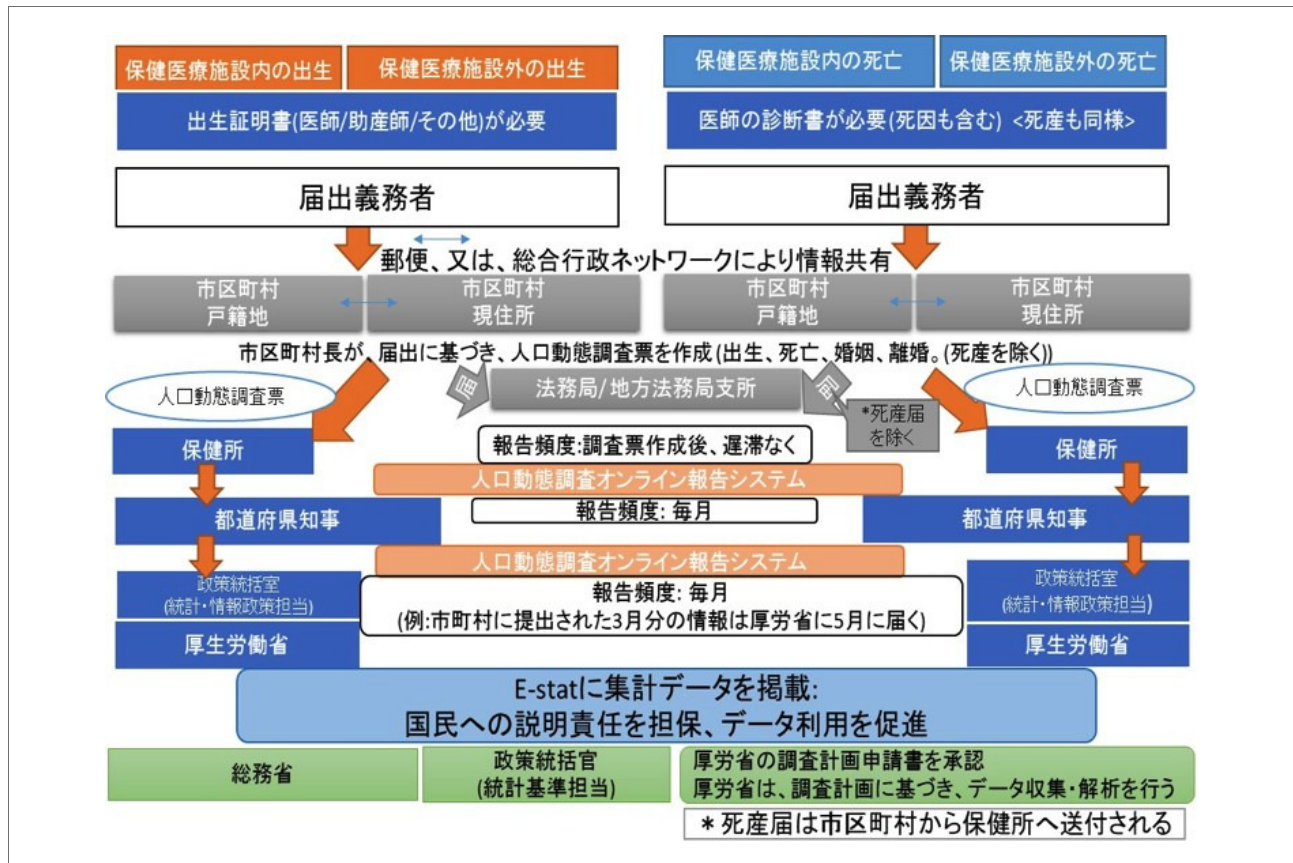 保健医療施設内の出生
保健医療施設外の出生
保健医療施設内の死亡
保健医療施設外の死亡
出生証明書(医師/助産師/その他)が必要
医師の診断書が必要(死因も含む) <死産も同様>
届出義務者
届出義務者
郵便、又は、総合行政ネットワークにより情報共有
市区町村
戸籍地
市区町村
現住所
市区町村
戸籍地
市区町村
現住所
市区町村長が、届出に基づき、人口動態調査票を作成(出生、死亡、婚姻、離婚。(死産を除く))
人口動態調査票
届
法務局/地方法務局支所
人口動態調査票
*死産届
を除く
保健所
報告頻度:調査票作成後、遅滞なく
保健所
人口動態調査オンライン報告システム
都道府県知事
報告頻度: 毎月
都道府県知事
人口動態調査オンライン報告システム
政策統括室
(統計・情報政策担当)
報告頻度: 毎月
(例:市町村に提出された3月分の情報は厚労省に5月に届く)
政策統括室
(統計・情報政策担当)
厚生労働省
厚生労働省
E-statに集計データを掲載:
国民への説明責任を担保、データ利用を促進
総務省
政策統括官
(統計基準担当)
厚労省の調査計画申請書を承認
厚労省は、調査計画に基づき、データ収集・解析を行う
* 死産届は市区町村から保健所へ送付される